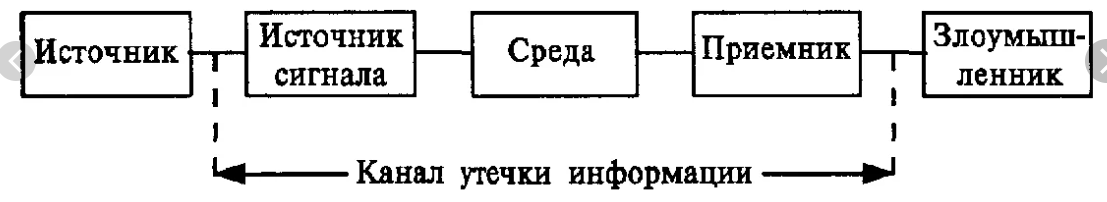 Источник
Источник
сигнала
Среда
Приемник
Злоумыш-
ленник
Канал утечки информации